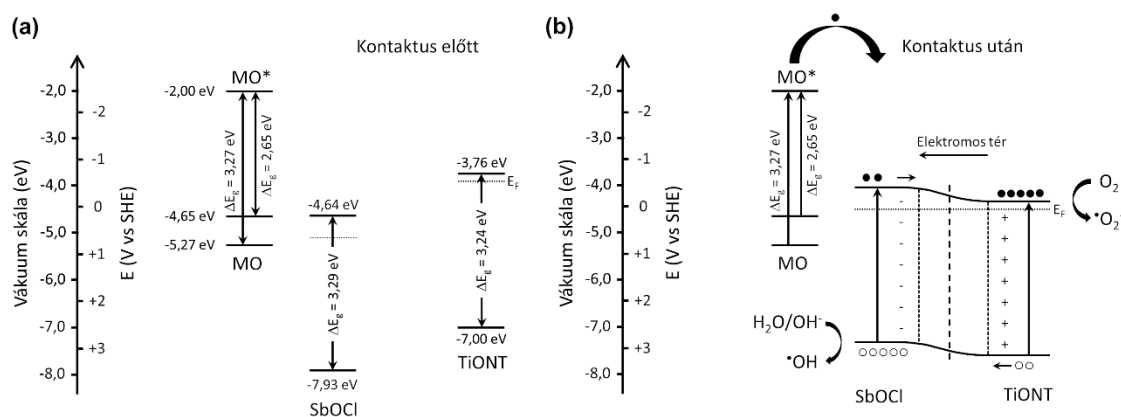 (a)
Kontaktus előtt
Vákuum skála (eV)
-2,0
-3,0
-4,0
-5,0
-6,0
-7,0
-8,0
E (V vs SHE)
-2
-1
0
+1
+2
+3
MO*
-2,00 eV
ΔEg = 3,27 eV
ΔEg = 2,65 eV
-4,65 eV
-5,27 eV
MO
-4,64 eV
ΔEg = 3,29 eV
-7,93 eV
SbOCl
-3,76 eV
EF
ΔEg = 3,24 eV
-7,00 eV
TiONT
(b)
Kontaktus után
Vákuum skála (eV)
-2,0
-3,0
-4,0
-5,0
-6,0
-7,0
-8,0
E (V vs SHE)
-2
-1
0
+1
+2
+3
MO*
ΔEg = 3,27 eV
ΔEg = 2,65 eV
MO
Elektromos tér
O2
•O2-
EF
- + 
- +
- +
- +
- +
- +
- +
H2O/OH-
•OH
SbOCl
TiONT